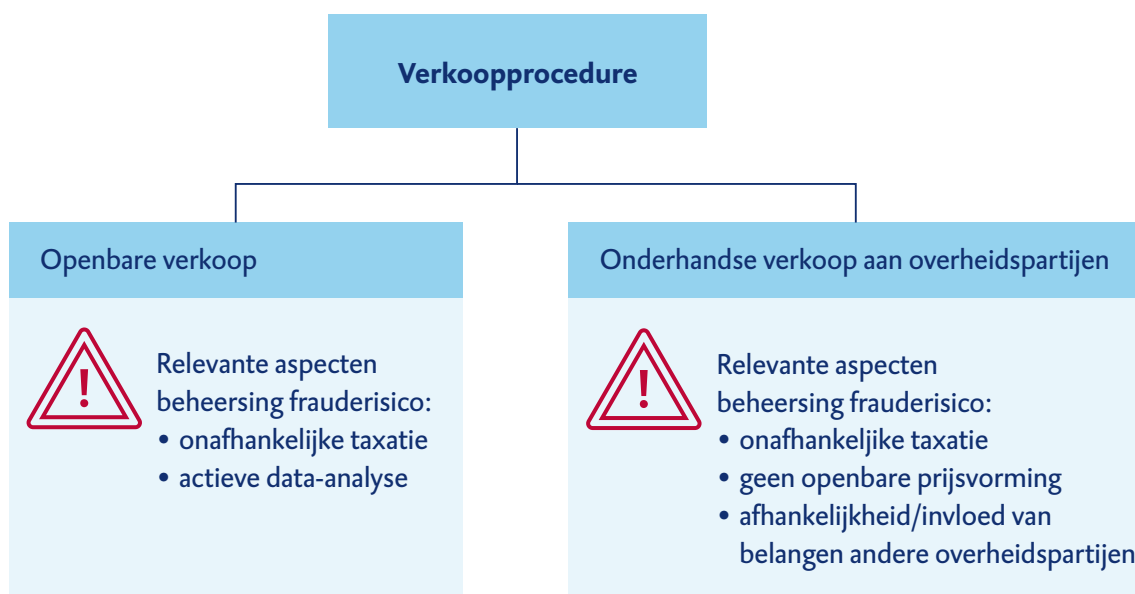 Verkoopprocedure
Openbare verkoop
!
Relevante aspecten
beheersing frauderisico:
• onafhankelijke taxatie
• actieve data-analyse
Onderhandse verkoop aan overheidspartijen
!
Relevante aspecten
beheersing frauderisico:
• onafhankeljike taxatie
• geen openbare prijsvorming
• afhankelijkheid/invloed van
belangen andere overheidspartijen